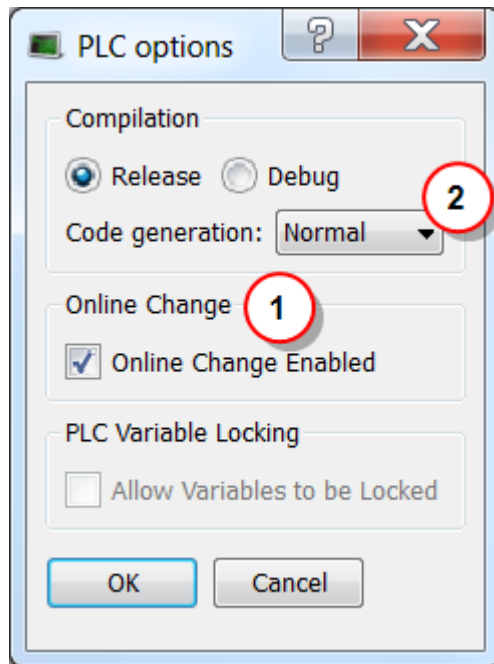 PLC options
Compilation
Release Debug
2
Code generation: Normal
Online Change 1
Online Change Enabled
PLC Variable Locking
Allow Variables to be Locked
OK Cancel